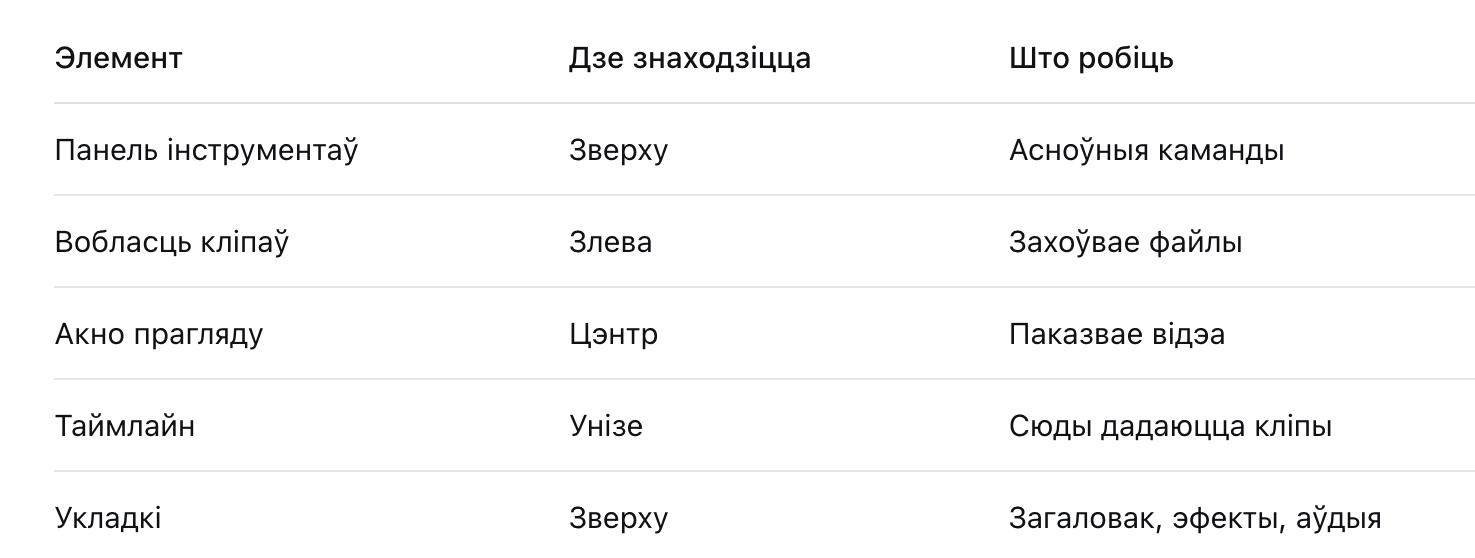 Элемент Дзе знаходзіцца Што робіць
Панель інструментаў Зверху Асноўныя каманды
Вобласць кліпаў Злева Захоўвае файлы
Акно прагляду Цэнтр Паказвае відэа
Таймлайн Унізе Сюды дадаюцца кліпы
Укладкі Зверху Загаловак, эфекты, аўдыя